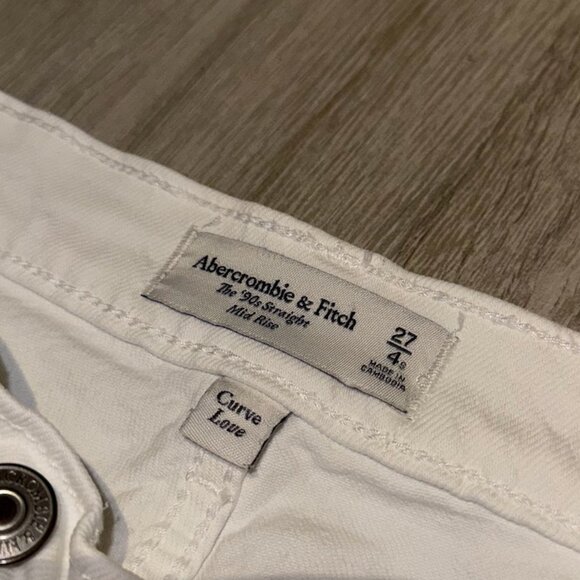 Abercrombie & Fitch
The '90s Straight
Mid Rise
27
4S
MADE IN
CAMBODIA
Curve
Love